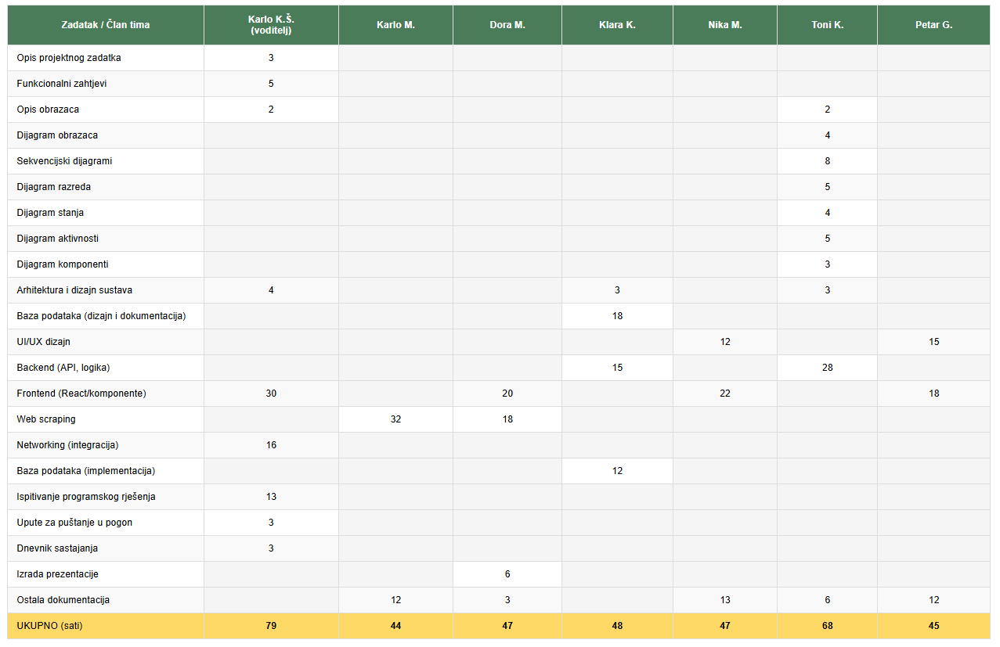 Zadatak / Član tima Karlo K.Š. (voditelj) Karlo M. Dora M. Klara K. Nika M. Toni K. Petar G.
Opis projektnog zadatka 3
Funkcionalni zahtjevi 5
Opis obrazaca 2 2
Dijagram obrazaca 4
Sekvencijski dijagrami 8
Dijagram razreda 5
Dijagram stanja 4
Dijagram aktivnosti 5
Dijagram komponenti 3
Arhitektura i dizajn sustava 4 3 3
Baza podataka (dizajn i dokumentacija) 18
UI/UX dizajn 12 15
Backend (API, logika) 15 28
Frontend (React/komponente) 30 20 22 18
Web scraping 32 18
Networking (integracija) 16
Baza podataka (implementacija) 12
Ispitivanje programskog rješenja 13
Upute za puštanje u pogon 3
Dnevnik sastajanja 3
Izrada prezentacije 6
Ostala dokumentacija 12 3 13 6 12
UKUPNO (sati) 79 44 47 48 47 68 45